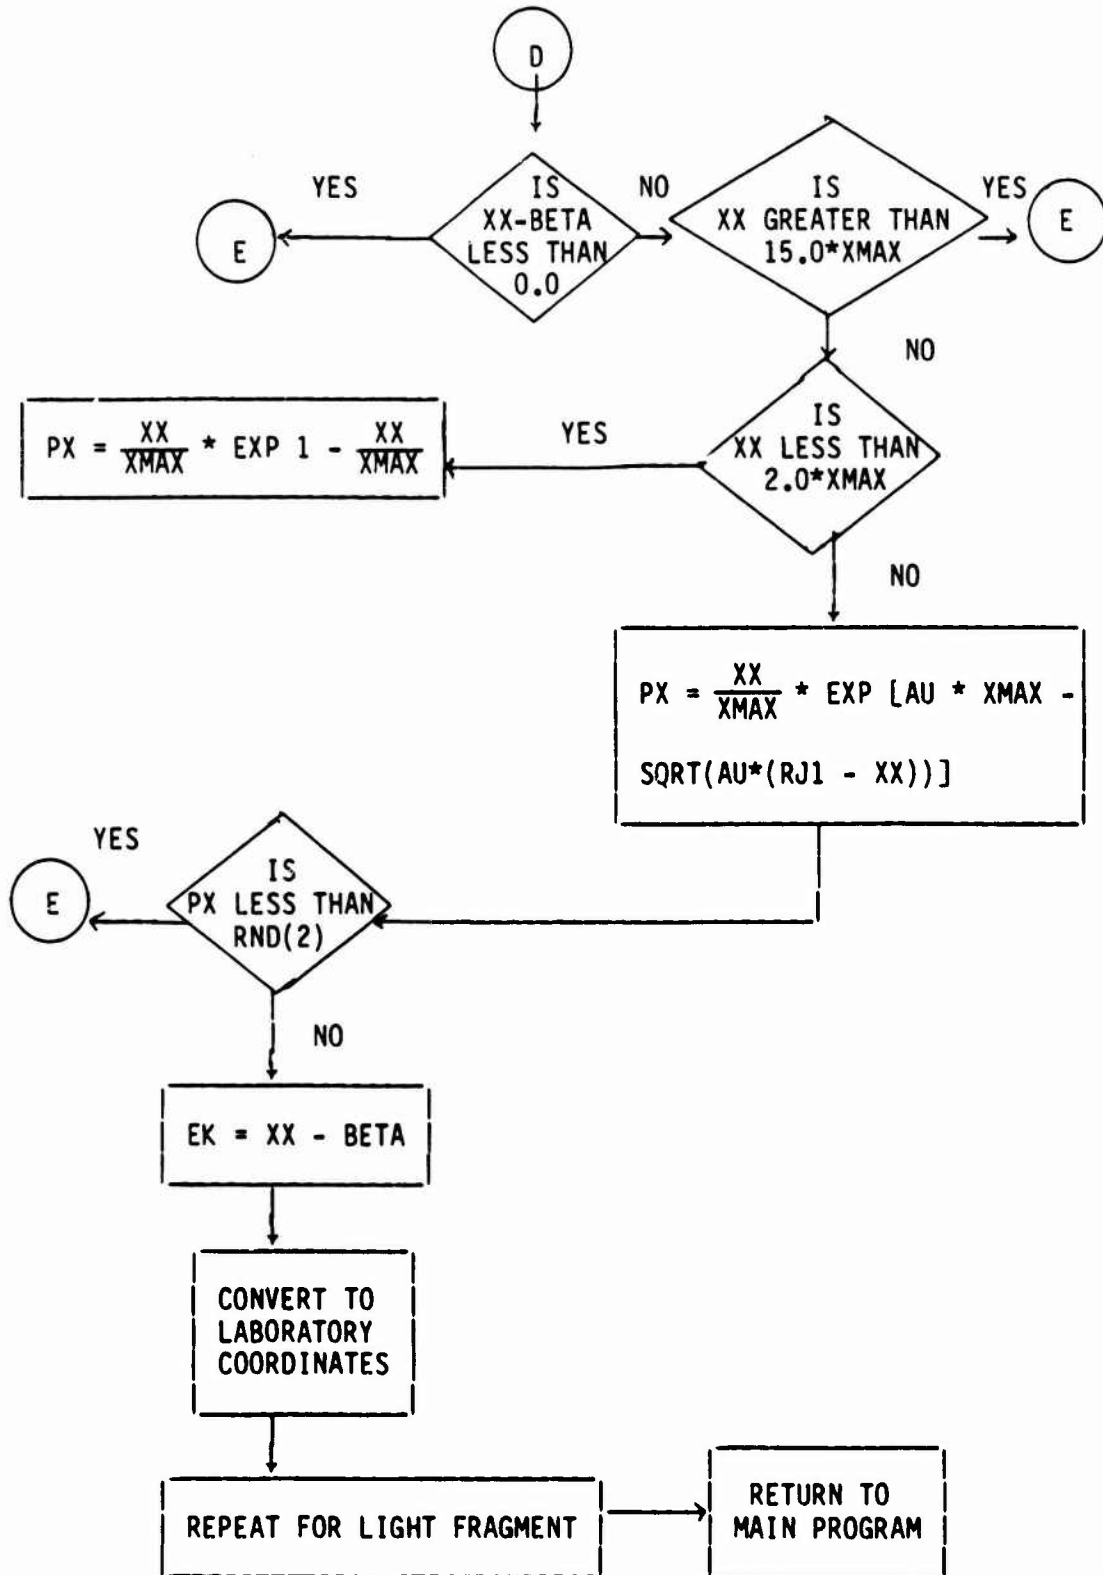 D
YES
IS
XX-BETA
LESS THAN
0.0
NO
IS
XX GREATER THAN
15.0*XMAX
YES
E
E
NO
PX = XX/XMAX * EXP 1 - XX/XMAX
YES
IS
XX LESS THAN
2.0*XMAX
NO
PX = XX/XMAX * EXP [AU * XMAX -
SQRT(AU*(RJ1 - XX))]
YES
E
IS
PX LESS THAN
RND(2)
NO
EK = XX - BETA
CONVERT TO
LABORATORY
COORDINATES
REPEAT FOR LIGHT FRAGMENT
RETURN TO
MAIN PROGRAM